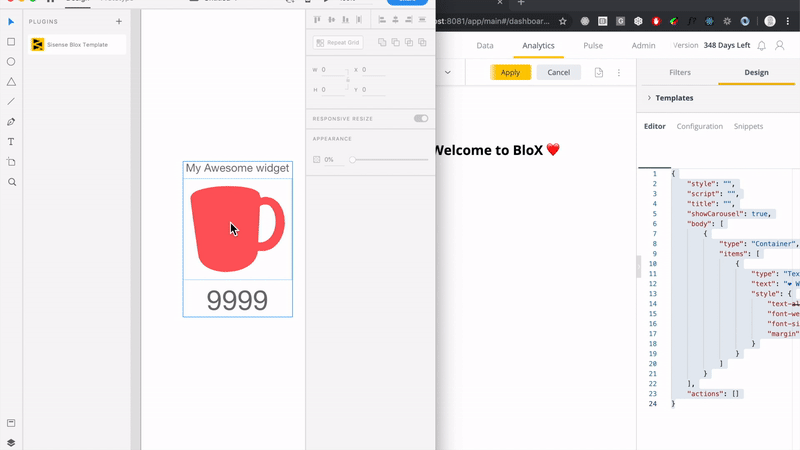 PLUGINS +
Sisense Blox Template
My Awesome widget
9999
Repeat Grid
W 0 X 0
H 0 Y 0
RESPONSIVE RESIZE
APPEARANCE
0%
ost:8081/app/main#/dashboar...
Data Analytics Pulse Admin Version 348 Days Left
Apply Cancel
Welcome to BloX ❤️
Filters Design
Templates
Editor Configuration Snippets
1 {
2 "style": "",
3 "script": "",
4 "title": "",
5 "showCarousel": true,
6 "body": [
7 {
8 "type": "Container",
9 "items": [
10 {
11 "type": "Tex
12 "text": "❤ W
13 "style": {
14 "text-al
15 "font-we
16 "font-si
17 "margin"
18 }
19 }
20 ]
21 }
22 ],
23 "actions": []
24 }